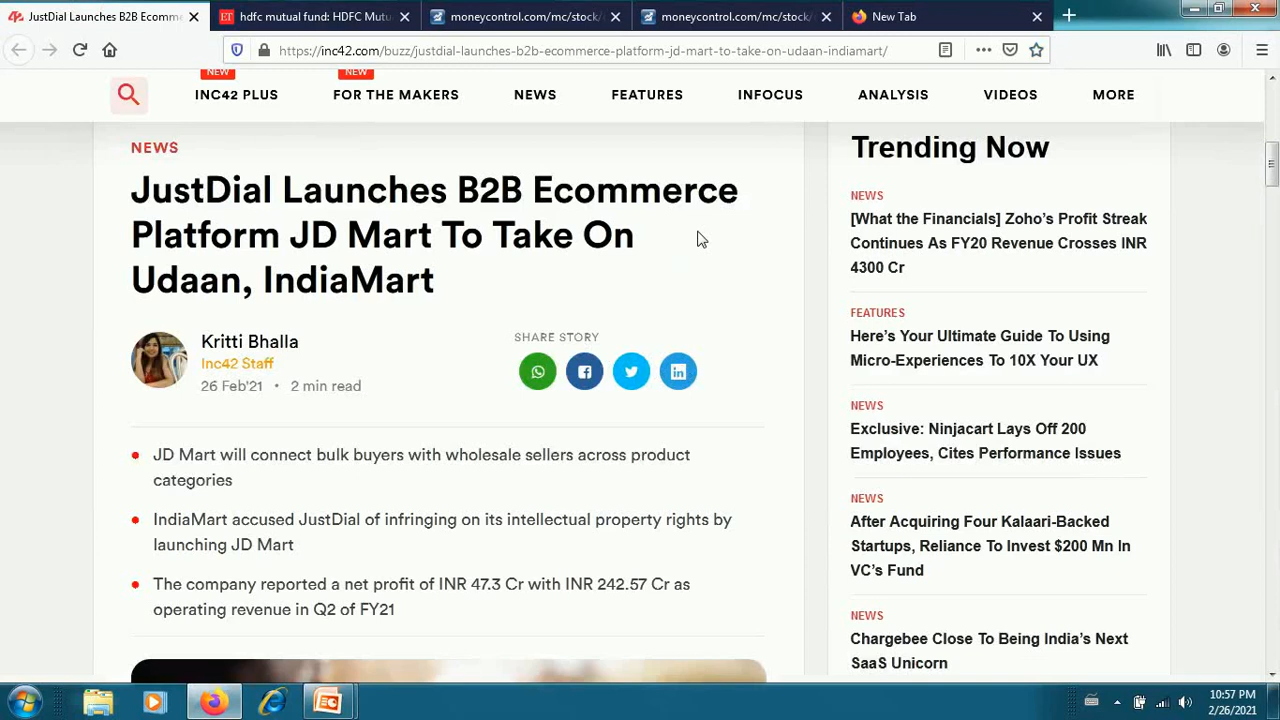 JustDial Launches B2B Ecomme
hdfc mutual fund: HDFC Mutu
moneycontrol.com/mc/stock/
moneycontrol.com/mc/stock/
New Tab
https://inc42.com/buzz/justdial-launches-b2b-ecommerce-platform-jd-mart-to-take-on-udaan-indiamart/
NEW
NEW
INC42 PLUS
FOR THE MAKERS
NEWS
FEATURES
INFOCUS
ANALYSIS
VIDEOS
MORE
NEWS
JustDial Launches B2B Ecommerce
Platform JD Mart To Take On
Udaan, IndiaMart
Kritti Bhalla
Inc42 Staff
26 Feb'21 • 2 min read
SHARE STORY
JD Mart will connect bulk buyers with wholesale sellers across product
categories
IndiaMart accused JustDial of infringing on its intellectual property rights by
launching JD Mart
The company reported a net profit of INR 47.3 Cr with INR 242.57 Cr as
operating revenue in Q2 of FY21
Trending Now
NEWS
[What the Financials] Zoho's Profit Streak
Continues As FY20 Revenue Crosses INR
4300 Cr
FEATURES
Here's Your Ultimate Guide To Using
Micro-Experiences To 10X Your UX
NEWS
Exclusive: Ninjacart Lays Off 200
Employees, Cites Performance Issues
NEWS
After Acquiring Four Kalaari-Backed
Startups, Reliance To Invest $200 Mn In
VC's Fund
NEWS
Chargebee Close To Being India's Next
SaaS Unicorn
10:57 PM
2/26/2021